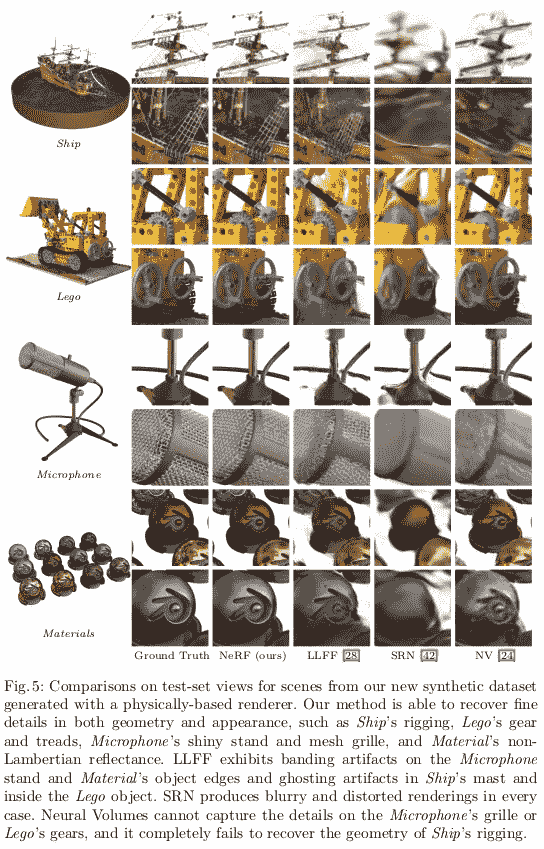 Ship
Lego
Microphone
Materials
Ground Truth NeRF (ours) LLFF [28] SRN [42] NV [24]
Fig. 5: Comparisons on test-set views for scenes from our new synthetic dataset
generated with a physically-based renderer. Our method is able to recover fine
details in both geometry and appearance, such as Ship's rigging, Lego's gear
and treads, Microphone's shiny stand and mesh grille, and Material's non-
Lambertian reflectance. LLFF exhibits banding artifacts on the Microphone
stand and Material's object edges and ghosting artifacts in Ship's mast and
inside the Lego object. SRN produces blurry and distorted renderings in every
case. Neural Volumes cannot capture the details on the Microphone's grille or
Lego's gears, and it completely fails to recover the geometry of Ship's rigging.